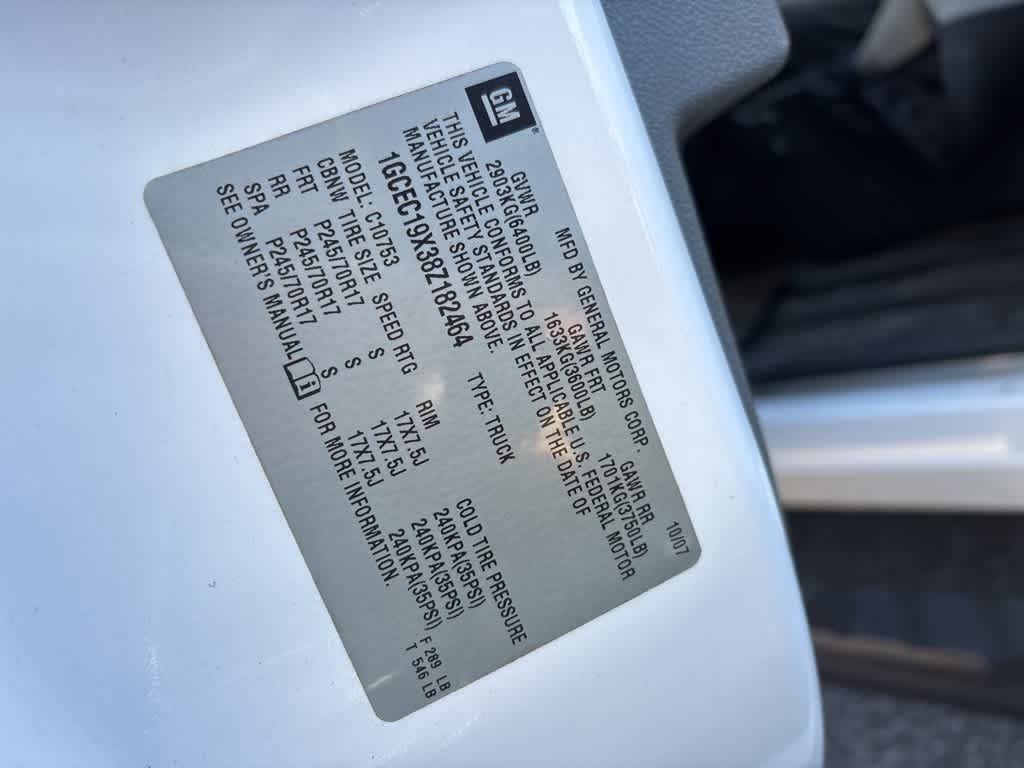 GM
®
MFD BY GENERAL MOTORS CORP. 10/07
GVWR GAWR FRT GAWR RR
2903KG(6400LB) 1633KG(3600LB) 1701KG(3750LB)
THIS VEHICLE CONFORMS TO ALL APPLICABLE U.S. FEDERAL MOTOR
VEHICLE SAFETY STANDARDS IN EFFECT ON THE DATE OF
MANUFACTURE SHOWN ABOVE.
1GCEC19X38Z182464 TYPE: TRUCK
MODEL: C10753
CBNW TIRE SIZE SPEED RTG RIM COLD TIRE PRESSURE
FRT P245/70R17 S 17X7.5J 240KPA(35PSI)
RR P245/70R17 S 17X7.5J 240KPA(35PSI)
SPA P245/70R17 S 17X7.5J 240KPA(35PSI) F 289 LB
SEE OWNER'S MANUAL i FOR MORE INFORMATION. T 546 LB